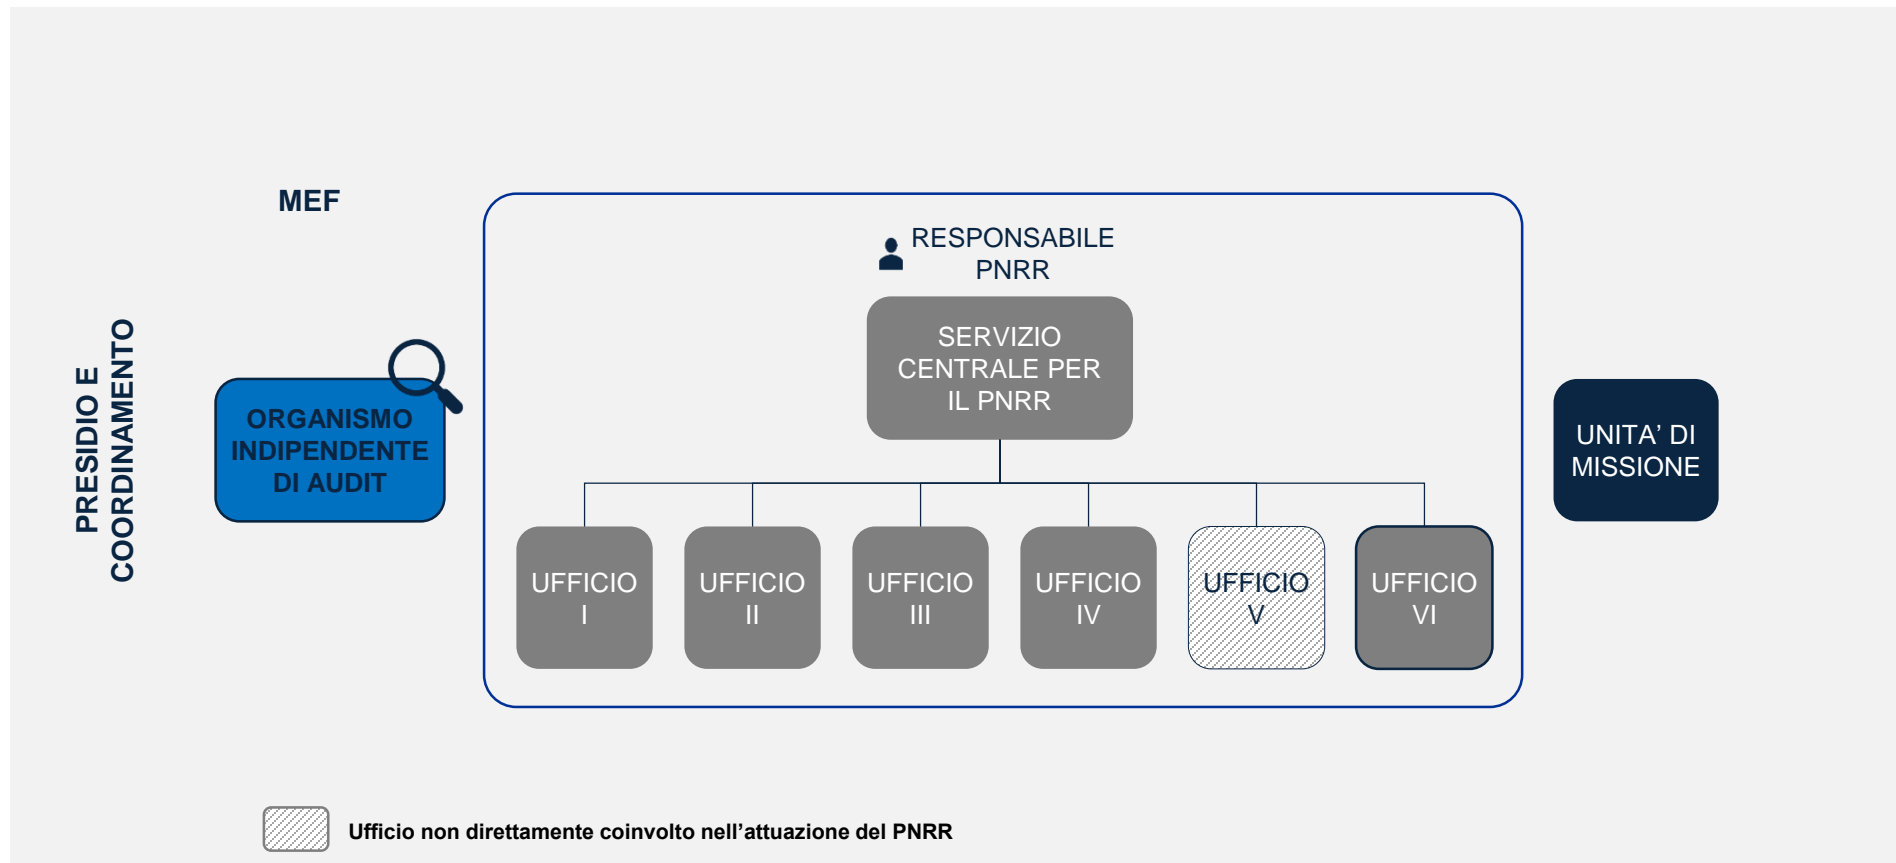 PRESIDIO E
COORDINAMENTO
MEF
ORGANISMO
INDIPENDENTE
DI AUDIT
RESPONSABILE
PNRR
SERVIZIO
CENTRALE PER
IL PNRR
UFFICIO
I
UFFICIO
II
UFFICIO
III
UFFICIO
IV
UFFICIO
V
UFFICIO
VI
UNITA’ DI
MISSIONE
Ufficio non direttamente coinvolto nell’attuazione del PNRR